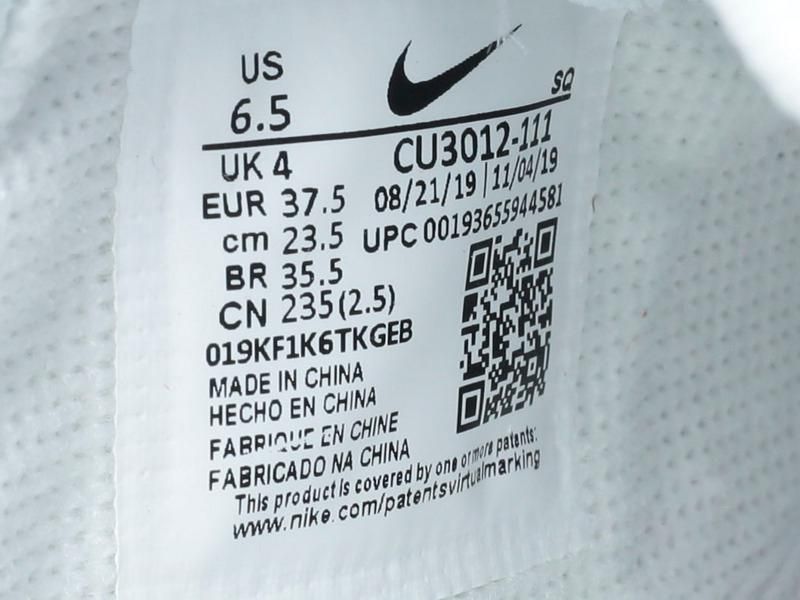 US
6.5
SQ
UK 4
CU3012-111
EUR 37.5
08/21/19 | 11/04/19
cm 23.5
UPC 00193655944581
BR 35.5
CN 235(2.5)
019KF1K6TKGEB
MADE IN CHINA
HECHO EN CHINA
FABRIQUE EN CHINE
FABRICADO NA CHINA
This product is covered by one or more patents:
www.nike.com/patentsvirtualmarking